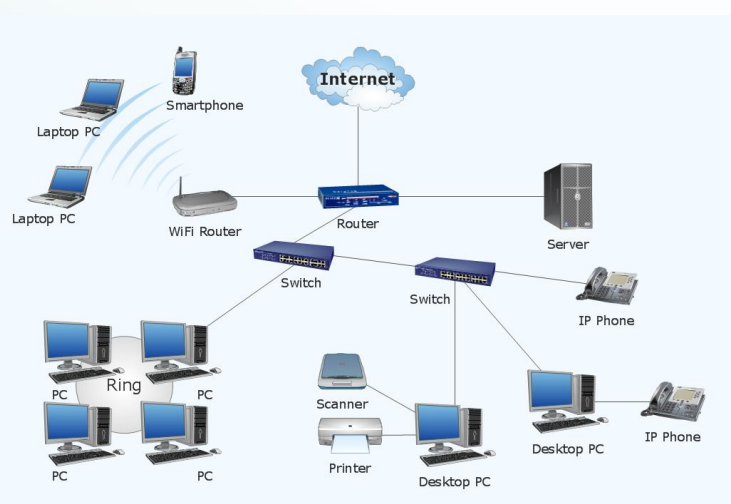 Internet
Smartphone
Laptop PC
Laptop PC
WiFi Router
Router
Server
Switch
Switch
IP Phone
Ring
PC
PC
PC
PC
Scanner
Printer
Desktop PC
Desktop PC
IP Phone